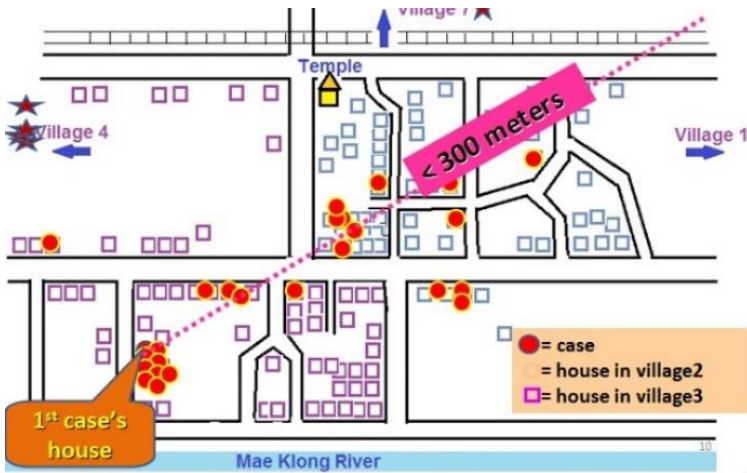 Village 7
Temple
< 300 meters
Village 4
Village 1
= case
= house in village2
= house in village3
1st case's
house
Mae Klong River
10